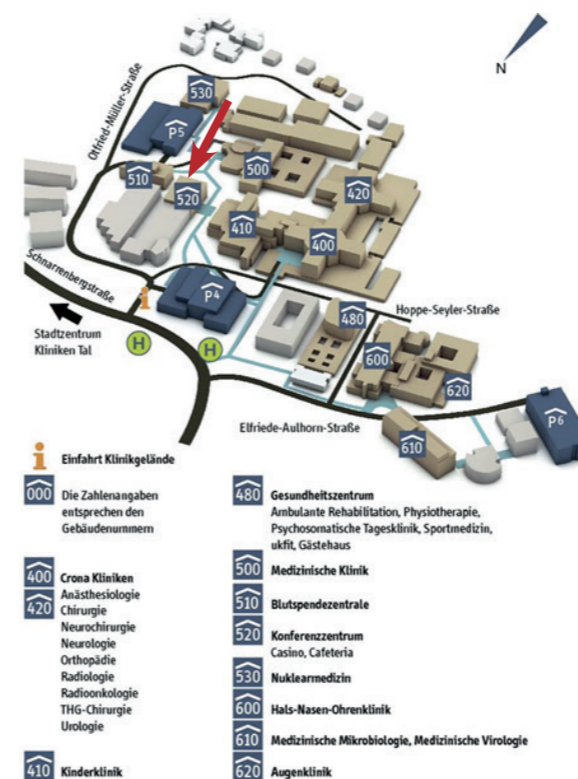 N
530
Otfried-Müller-Straße
P5
510
500
520
420
410
400
Schnarrenbergstraße
i
P4
Hoppe-Seyler-Straße
480
Stadtzentrum
Kliniken Tal
H
H
600
620
P6
Elfriede-Aulhorn-Straße
610
i Einfahrt Klinikgelände
000 Die Zahlenangaben
entsprechen den
Gebäudenummern
400 Crona Kliniken
420 Anästhesiologie
Chirurgie
Neurochirurgie
Neurologie
Orthopädie
Radiologie
Radioonkologie
THG-Chirurgie
Urologie
410 Kinderklinik
480 Gesundheitszentrum
Ambulante Rehabilitation, Physiotherapie,
Psychosomatische Tagesklinik, Sportmedizin,
ukfit, Gästehaus
500 Medizinische Klinik
510 Blutspendezentrale
520 Konferenzzentrum
Casino, Cafeteria
530 Nuklearmedizin
600 Hals-Nasen-Ohrenklinik
610 Medizinische Mikrobiologie, Medizinische Virologie
620 Augenklinik